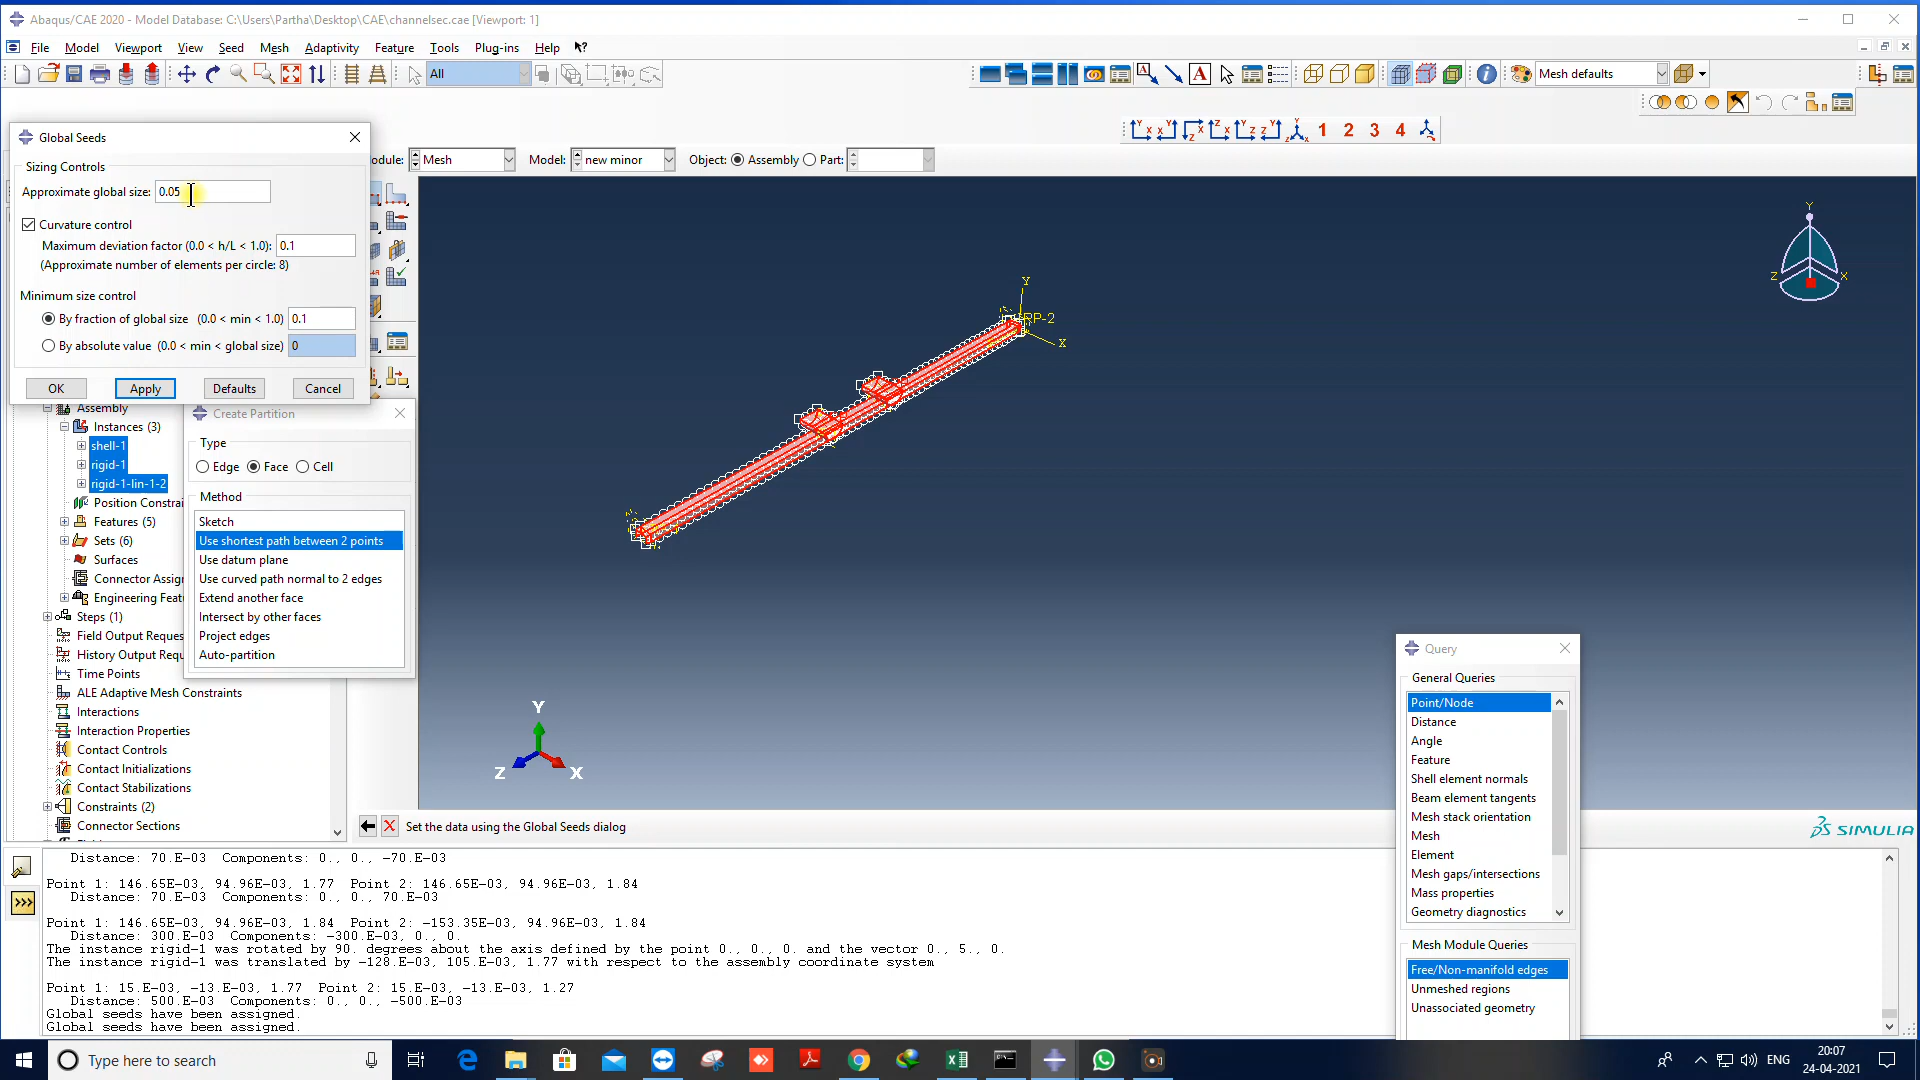 Abaqus/CAE 2020 - Model Database: C:\Users\Partha\Desktop\CAE\channelsec.cae [Viewport: 1]
File Model Viewport View Seed Mesh Adaptivity Feature Tools Plug-ins Help
All
Mesh defaults
1 2 3 4
odule: Mesh Model: new minor Object: Assembly Part:
Global Seeds
Sizing Controls
Approximate global size: 0.05
Curvature control
Maximum deviation factor (0.0 < h/L < 1.0): 0.1
(Approximate number of elements per circle: 8)
Minimum size control
By fraction of global size (0.0 < min < 1.0) 0.1
By absolute value (0.0 < min < global size) 0
OK Apply Defaults Cancel
Assembly
Instances (3)
shell-1
rigid-1
rigid-1-lin-1-2
Position Constrai
Features (5)
Sets (6)
Surfaces
Connector Assig
Engineering Feat
Steps (1)
Field Output Reques
History Output Requ
Time Points
ALE Adaptive Mesh Constraints
Interactions
Interaction Properties
Contact Controls
Contact Initializations
Contact Stabilizations
Constraints (2)
Connector Sections
Create Partition
Type
Edge Face Cell
Method
Sketch
Use shortest path between 2 points
Use datum plane
Use curved path normal to 2 edges
Extend another face
Intersect by other faces
Project edges
Auto-partition
Y
RP-2
X
Y
Z X
Y
Z X
Query
General Queries
Point/Node
Distance
Angle
Feature
Shell element normals
Beam element tangents
Mesh stack orientation
Mesh
Element
Mesh gaps/intersections
Mass properties
Geometry diagnostics
Mesh Module Queries
Free/Non-manifold edges
Unmeshed regions
Unassociated geometry
Set the data using the Global Seeds dialog
SIMULIA
Distance: 70.E-03 Components: 0., 0., -70.E-03
Point 1: 146.65E-03, 94.96E-03, 1.77 Point 2: 146.65E-03, 94.96E-03, 1.84
Distance: 70.E-03 Components: 0., 0., 70.E-03
Point 1: 146.65E-03, 94.96E-03, 1.84 Point 2: -153.35E-03, 94.96E-03, 1.84
Distance: 300.E-03 Components: -300.E-03, 0., 0.
The instance rigid-1 was rotated by 90. degrees about the axis defined by the point 0., 0., 0. and the vector 0., 5., 0.
The instance rigid-1 was translated by -128.E-03, 105.E-03, 1.77 with respect to the assembly coordinate system
Point 1: 15.E-03, -13.E-03, 1.77 Point 2: 15.E-03, -13.E-03, 1.27
Distance: 500.E-03 Components: 0., 0., -500.E-03
Global seeds have been assigned.
Global seeds have been assigned.
Type here to search
ENG
20:07
24-04-2021